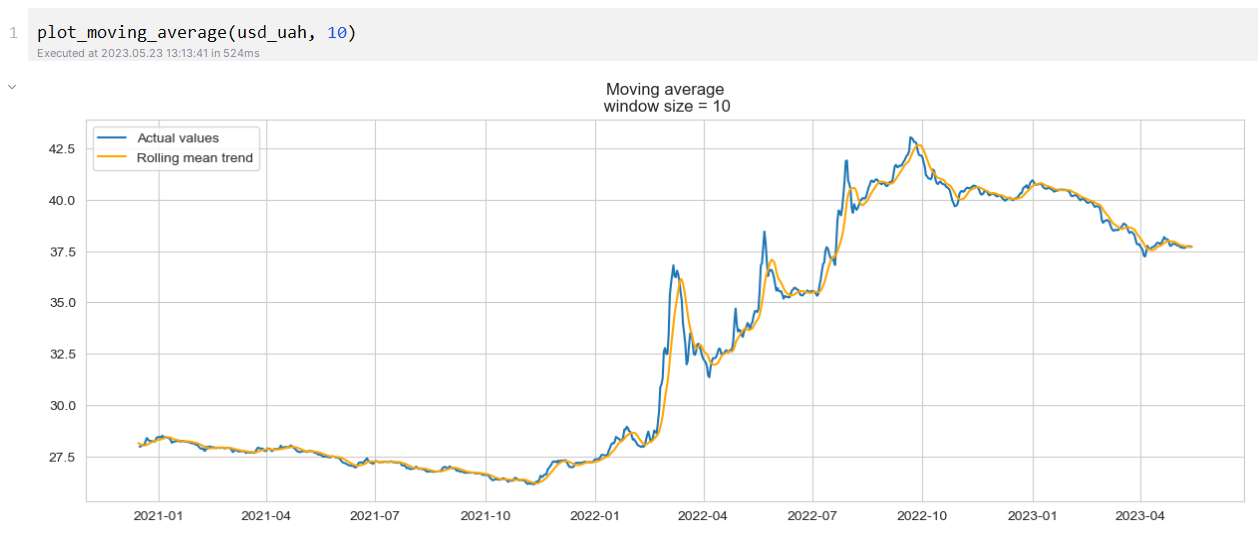 1 plot_moving_average(usd_uah, 10)
Executed at 2023.05.23 13:13:41 in 524ms
Moving average
window size = 10
Actual values
Rolling mean trend
42.5
40.0
37.5
35.0
32.5
30.0
27.5
2021-01 2021-04 2021-07 2021-10 2022-01 2022-04 2022-07 2022-10 2023-01 2023-04